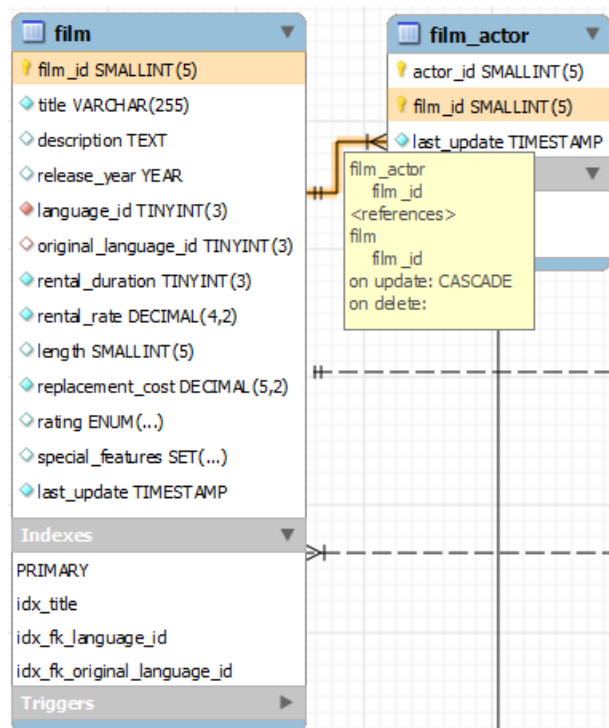 film
film_id SMALLINT(5)
title VARCHAR(255)
description TEXT
release_year YEAR
language_id TINYINT(3)
original_language_id TINYINT(3)
rental_duration TINYINT(3)
rental_rate DECIMAL(4,2)
length SMALLINT(5)
replacement_cost DECIMAL(5,2)
rating ENUM(...)
special_features SET(...)
last_update TIMESTAMP
Indexes
PRIMARY
idx_title
idx_fk_language_id
idx_fk_original_language_id
Triggers
film_actor
actor_id SMALLINT(5)
film_id SMALLINT(5)
last_update TIMESTAMP
film_actor
film_id
<references>
film
film_id
on update: CASCADE
on delete: